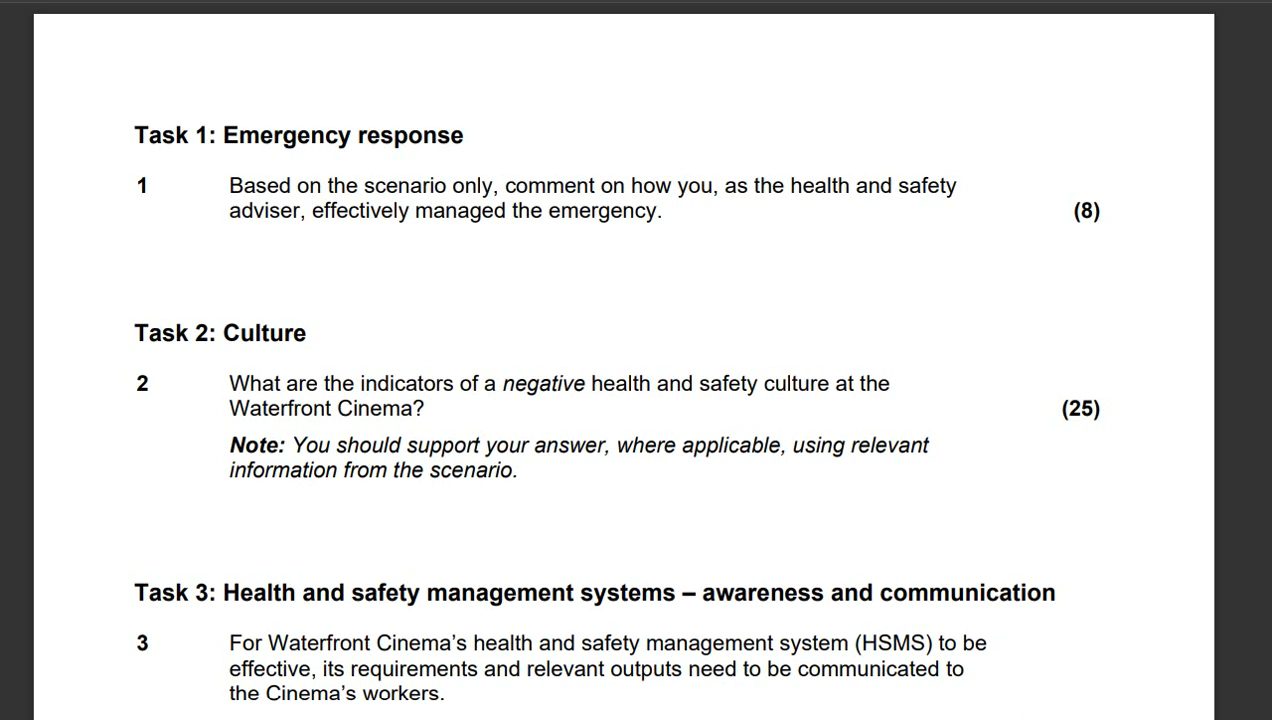 Task 1: Emergency response
1 Based on the scenario only, comment on how you, as the health and safety
adviser, effectively managed the emergency. (8)
Task 2: Culture
2 What are the indicators of a negative health and safety culture at the
Waterfront Cinema? (25)
Note: You should support your answer, where applicable, using relevant
information from the scenario.
Task 3: Health and safety management systems – awareness and communication
3 For Waterfront Cinema’s health and safety management system (HSMS) to be
effective, its requirements and relevant outputs need to be communicated to
the Cinema’s workers.